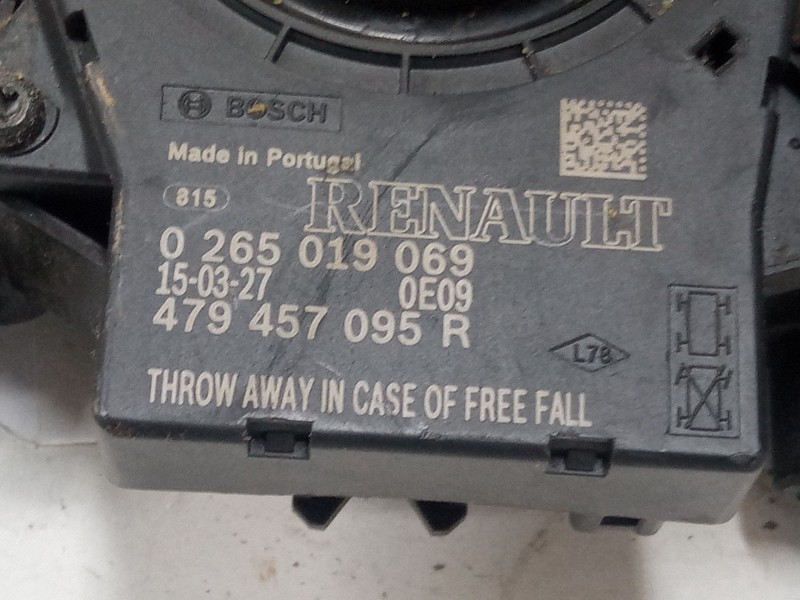 BOSCH
Made in Portugal
815
RENAULT
0 265 019 069
15-03-27 0E09
479 457 095 R
L78
THROW AWAY IN CASE OF FREE FALL